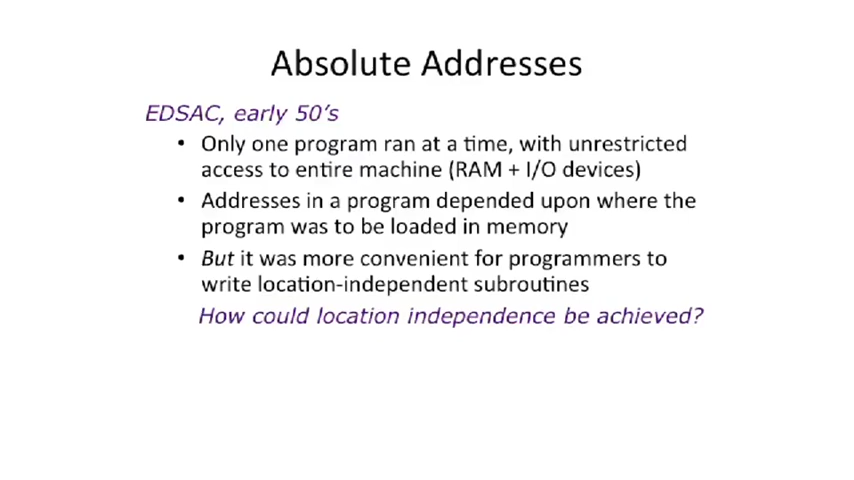 Absolute Addresses
EDSAC, early 50's
• Only one program ran at a time, with unrestricted
access to entire machine (RAM + I/O devices)
• Addresses in a program depended upon where the
program was to be loaded in memory
• But it was more convenient for programmers to
write location-independent subroutines
How could location independence be achieved?